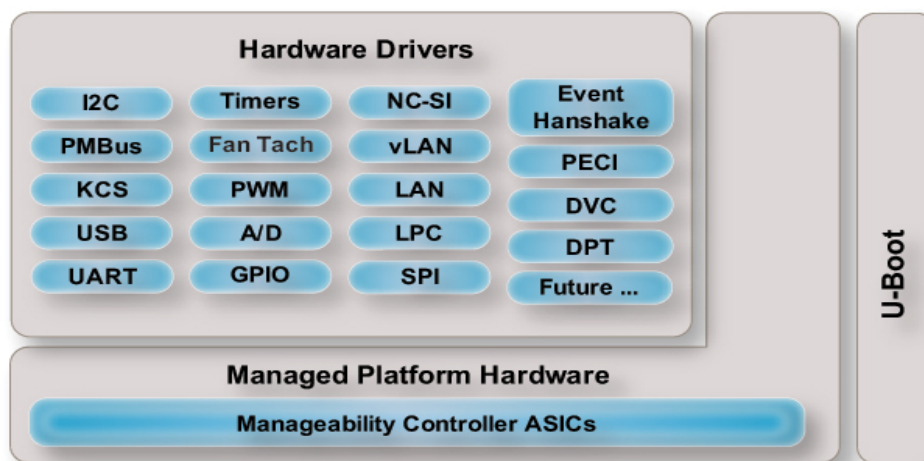 Hardware Drivers
I2C
PMBus
KCS
USB
UART
Timers
Fan Tach
PWM
A/D
GPIO
NC-SI
vLAN
LAN
LPC
SPI
Event
Hanshake
PECI
DVC
DPT
Future ...
Managed Platform Hardware
Manageability Controller ASICs
U-Boot